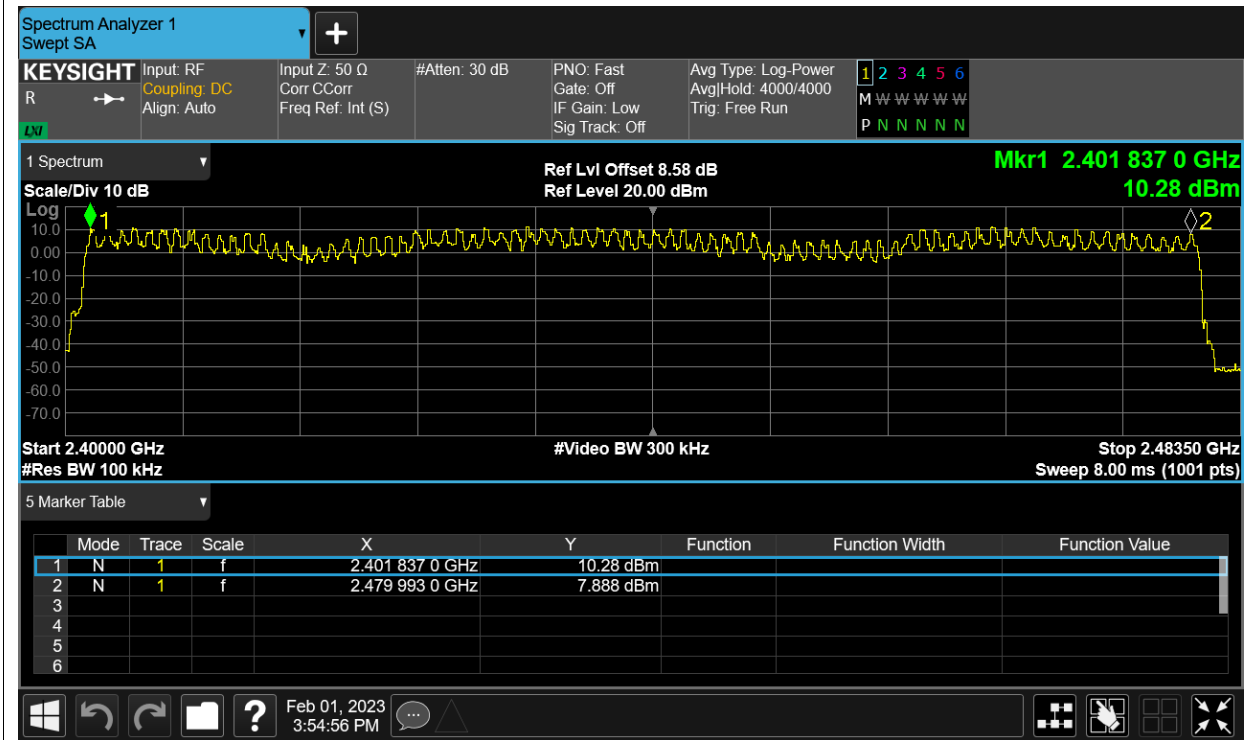 Spectrum Analyzer 1
Swept SA
+
KEYSIGHT
R
LXI
Input: RF
Coupling: DC
Align: Auto
Input Z: 50 Ω
Corr CCorr
Freq Ref: Int (S)
#Atten: 30 dB
PNO: Fast
Gate: Off
IF Gain: Low
Sig Track: Off
Avg Type: Log-Power
Avg|Hold: 4000/4000
Trig: Free Run
1 2 3 4 5 6
M W W W W W
P N N N N N
1 Spectrum
Scale/Div 10 dB
Ref Lvl Offset 8.58 dB
Ref Level 20.00 dBm
Mkr1 2.401 837 0 GHz
10.28 dBm
Log
1
2
10.0
0.00
-10.0
-20.0
-30.0
-40.0
-50.0
-60.0
-70.0
Start 2.40000 GHz
#Res BW 100 kHz
#Video BW 300 kHz
Stop 2.48350 GHz
Sweep 8.00 ms (1001 pts)
5 Marker Table
Mode Trace Scale X Y Function Function Width Function Value
1 N 1 f 2.401 837 0 GHz 10.28 dBm
2 N 1 f 2.479 993 0 GHz 7.888 dBm
3
4
5
6
?
Feb 01, 2023
3:54:56 PM